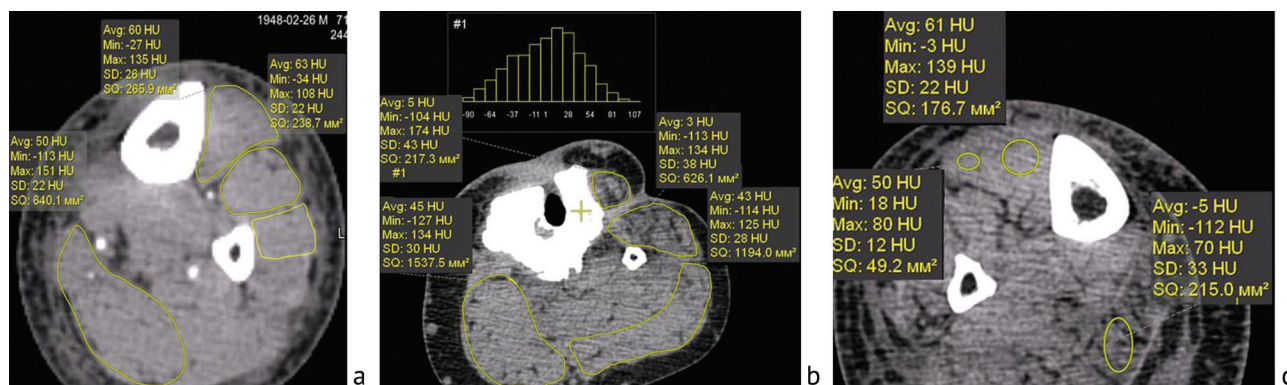 1948-02-26 M 71
244
Avg: 60 HU
Min: -27 HU
Max: 135 HU
SD: 26 HU
SQ: 265.9 мм²
Avg: 63 HU
Min: -34 HU
Max: 108 HU
SD: 22 HU
SQ: 238.7 мм²
Avg: 50 HU
Min: -113 HU
Max: 151 HU
SD: 22 HU
SQ: 640.1 мм²
L
a
#1
-90 -64 -37 -11 1 28 54 80 107
Avg: 5 HU
Min: -104 HU
Max: 174 HU
SD: 43 HU
SQ: 217.3 мм²
#1
Avg: 3 HU
Min: -113 HU
Max: 134 HU
SD: 38 HU
SQ: 626.1 мм²
Avg: 45 HU
Min: -127 HU
Max: 134 HU
SD: 30 HU
SQ: 1537.5 мм²
Avg: 43 HU
Min: -114 HU
Max: 125 HU
SD: 28 HU
SQ: 1194.0 мм²
b
Avg: 61 HU
Min: -3 HU
Max: 139 HU
SD: 22 HU
SQ: 176.7 мм²
Avg: 50 HU
Min: 18 HU
Max: 80 HU
SD: 12 HU
SQ: 49.2 мм²
Avg: -5 HU
Min: -112 HU
Max: 70 HU
SD: 33 HU
SQ: 215.0 мм²